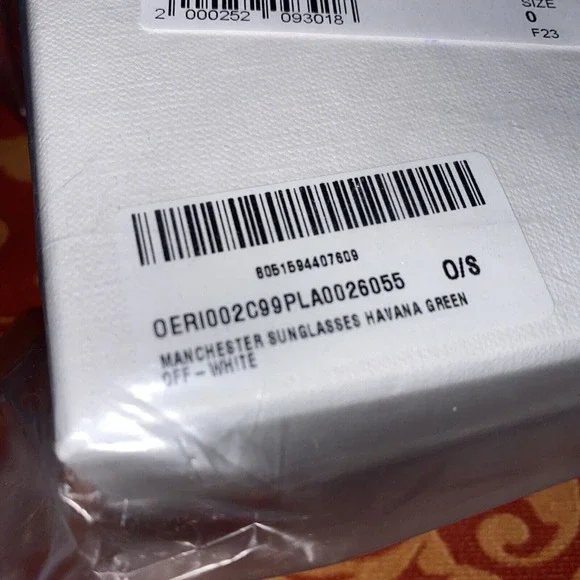 SIZE
0
F23
2 000252 093018
8051594407609
OERI002C99PLA0026055 O/S
MANCHESTER SUNGLASSES HAVANA GREEN
OFF-WHITE